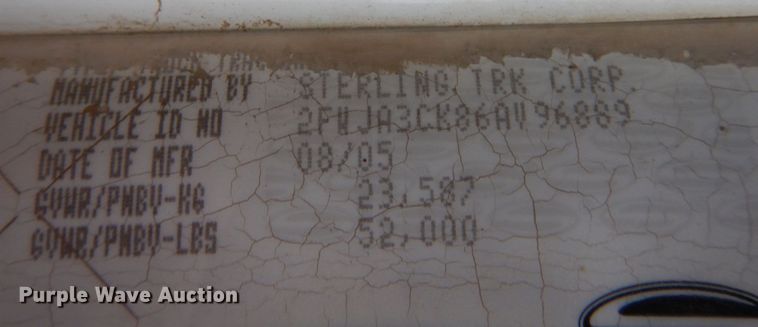 MANUFACTURED BY STERLING TRK CORP.
VEHICLE ID NO 2FWJA3CK86AV96889
DATE OF MFR 08/05
GVWR/PNBV-KG 23,587
GVWR/PNBV-LBS 52,000
Purple Wave Auction